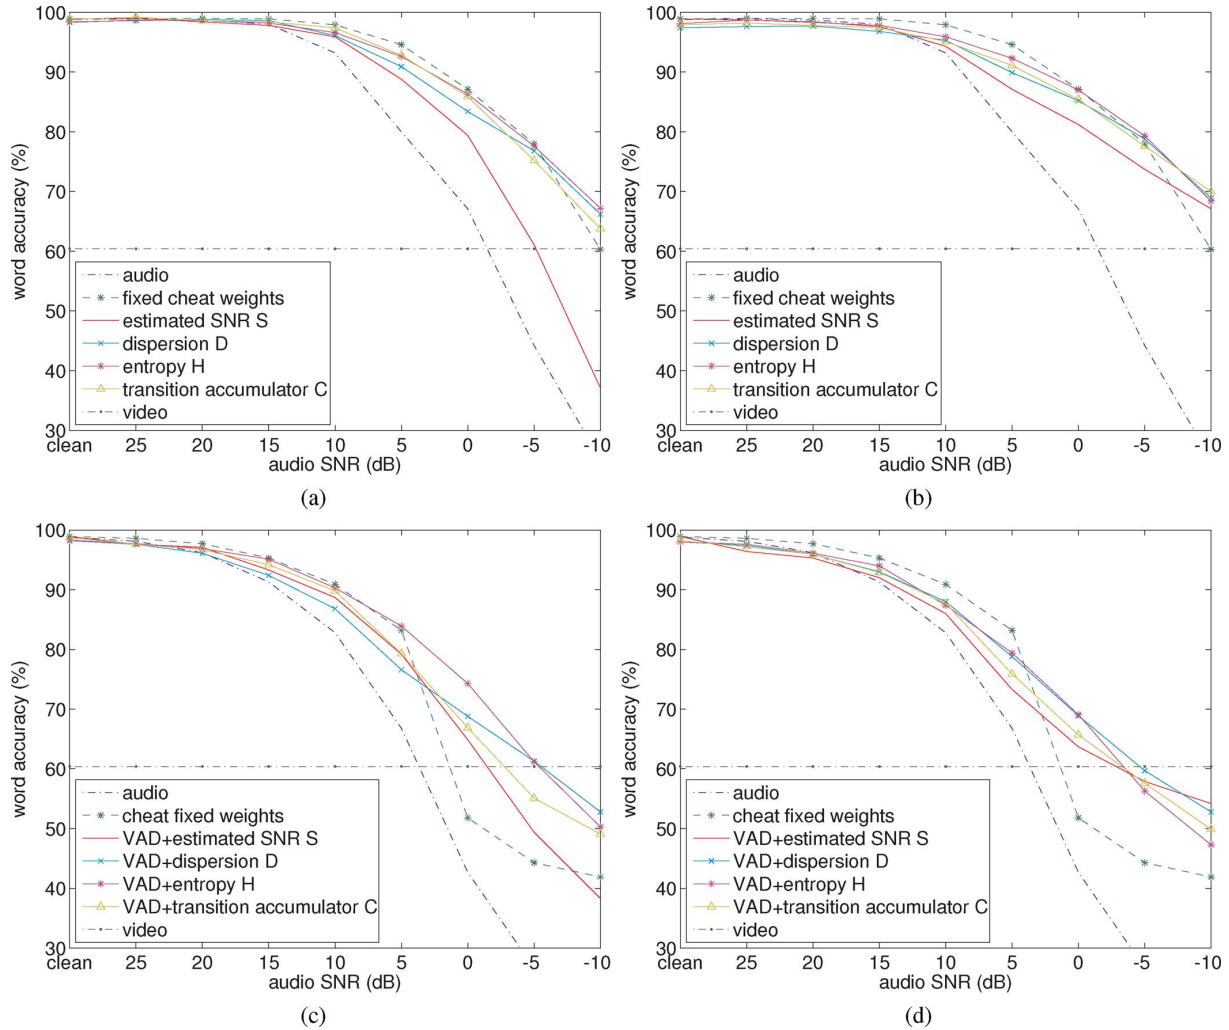 100
90
80
70
60
50
40
30
word accuracy (%)
audio
fixed cheat weights
estimated SNR S
dispersion D
entropy H
transition accumulator C
video
clean 25 20 15 10 5 0 -5 -10
audio SNR (dB)
(a)
100
90
80
70
60
50
40
30
word accuracy (%)
audio
fixed cheat weights
estimated SNR S
dispersion D
entropy H
transition accumulator C
video
clean 25 20 15 10 5 0 -5 -10
audio SNR (dB)
(b)
100
90
80
70
60
50
40
30
word accuracy (%)
audio
cheat fixed weights
VAD+estimated SNR S
VAD+dispersion D
VAD+entropy H
VAD+transition accumulator C
video
clean 25 20 15 10 5 0 -5 -10
audio SNR (dB)
(c)
100
90
80
70
60
50
40
30
word accuracy (%)
audio
cheat fixed weights
VAD+estimated SNR S
VAD+dispersion D
VAD+entropy H
VAD+transition accumulator C
video
clean 25 20 15 10 5 0 -5 -10
audio SNR (dB)
(d)